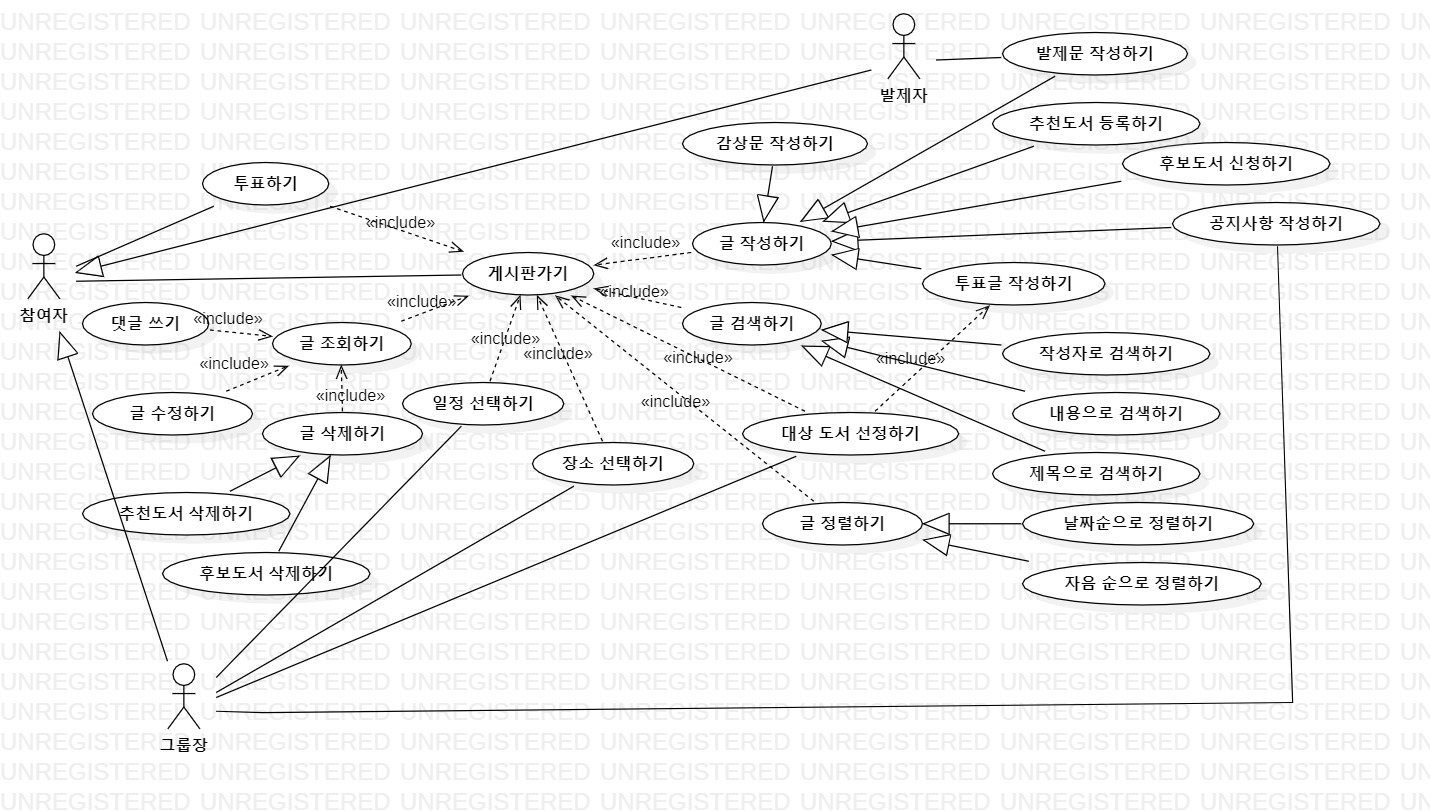 발제자
발제문 작성하기
추천도서 등록하기
감상문 작성하기
후보도서 신청하기
투표하기
공지사항 작성하기
«include»
글 작성하기
«include»
게시판가기
투표글 작성하기
참여자
«include»
«include»
댓글 쓰기
«include»
글 검색하기
글 조회하기
«include»
«include»
«include»
«include»
작성자로 검색하기
«include»
«include»
«include»
일정 선택하기
글 수정하기
내용으로 검색하기
글 삭제하기
대상 도서 선정하기
장소 선택하기
제목으로 검색하기
추천도서 삭제하기
글 정렬하기
날짜순으로 정렬하기
후보도서 삭제하기
자음 순으로 정렬하기
그룹장
UNREGISTERED